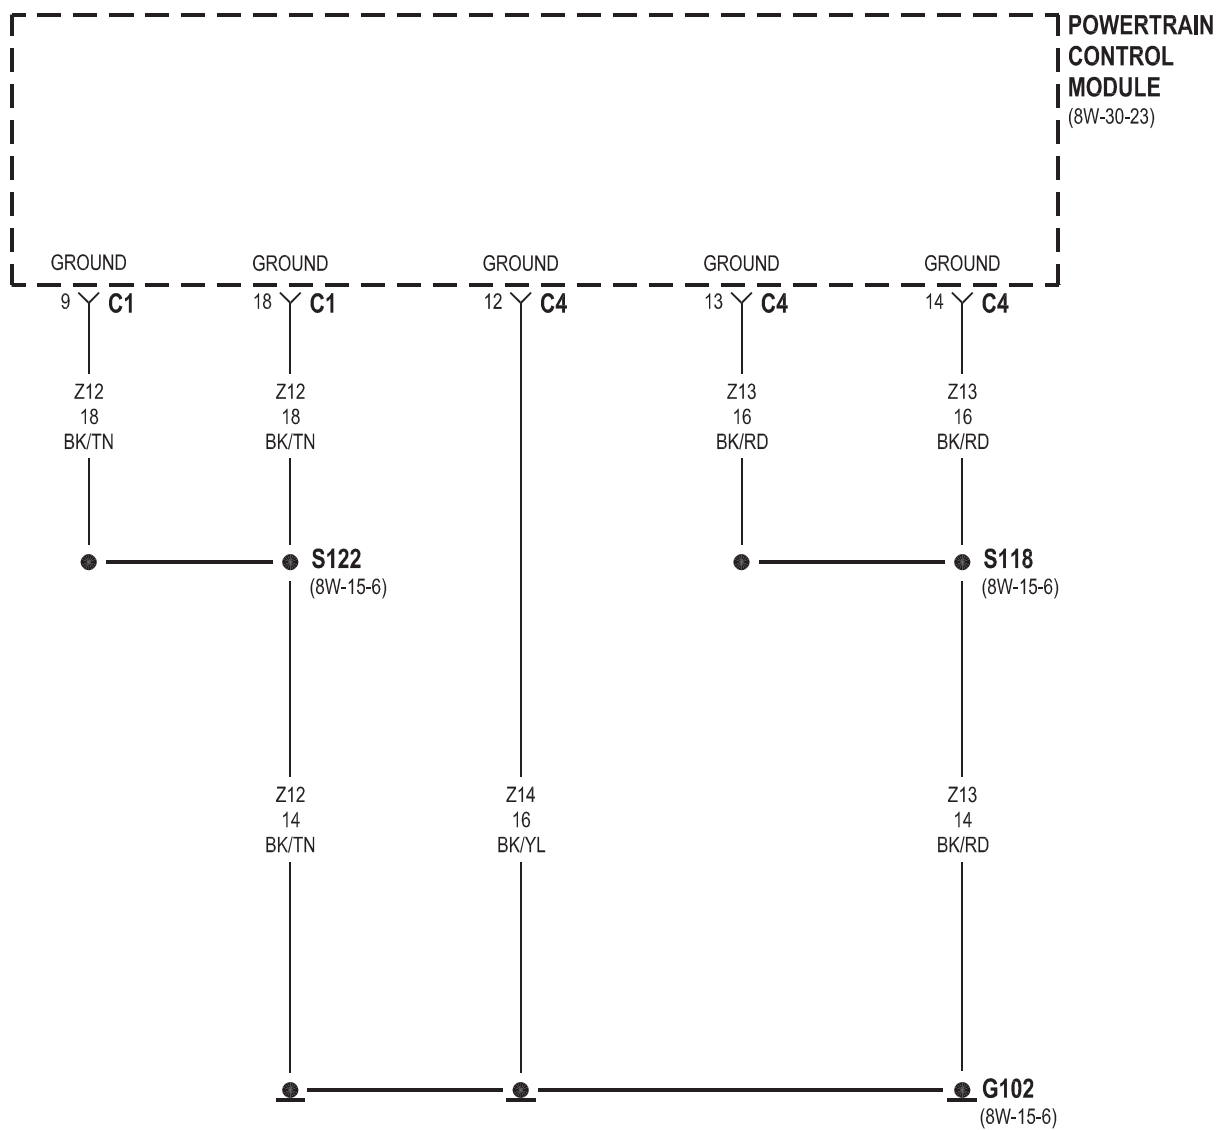 POWERTRAIN
CONTROL
MODULE
(8W-30-23)
GROUND GROUND GROUND GROUND GROUND
9 C1 18 C1 12 C4 13 C4 14 C4
Z12 Z12 Z13 Z13
18 18 16 16
BK/TN BK/TN BK/RD BK/RD
S122 S118
(8W-15-6) (8W-15-6)
Z12 Z14 Z13
14 16 14
BK/TN BK/YL BK/RD
G102
(8W-15-6)